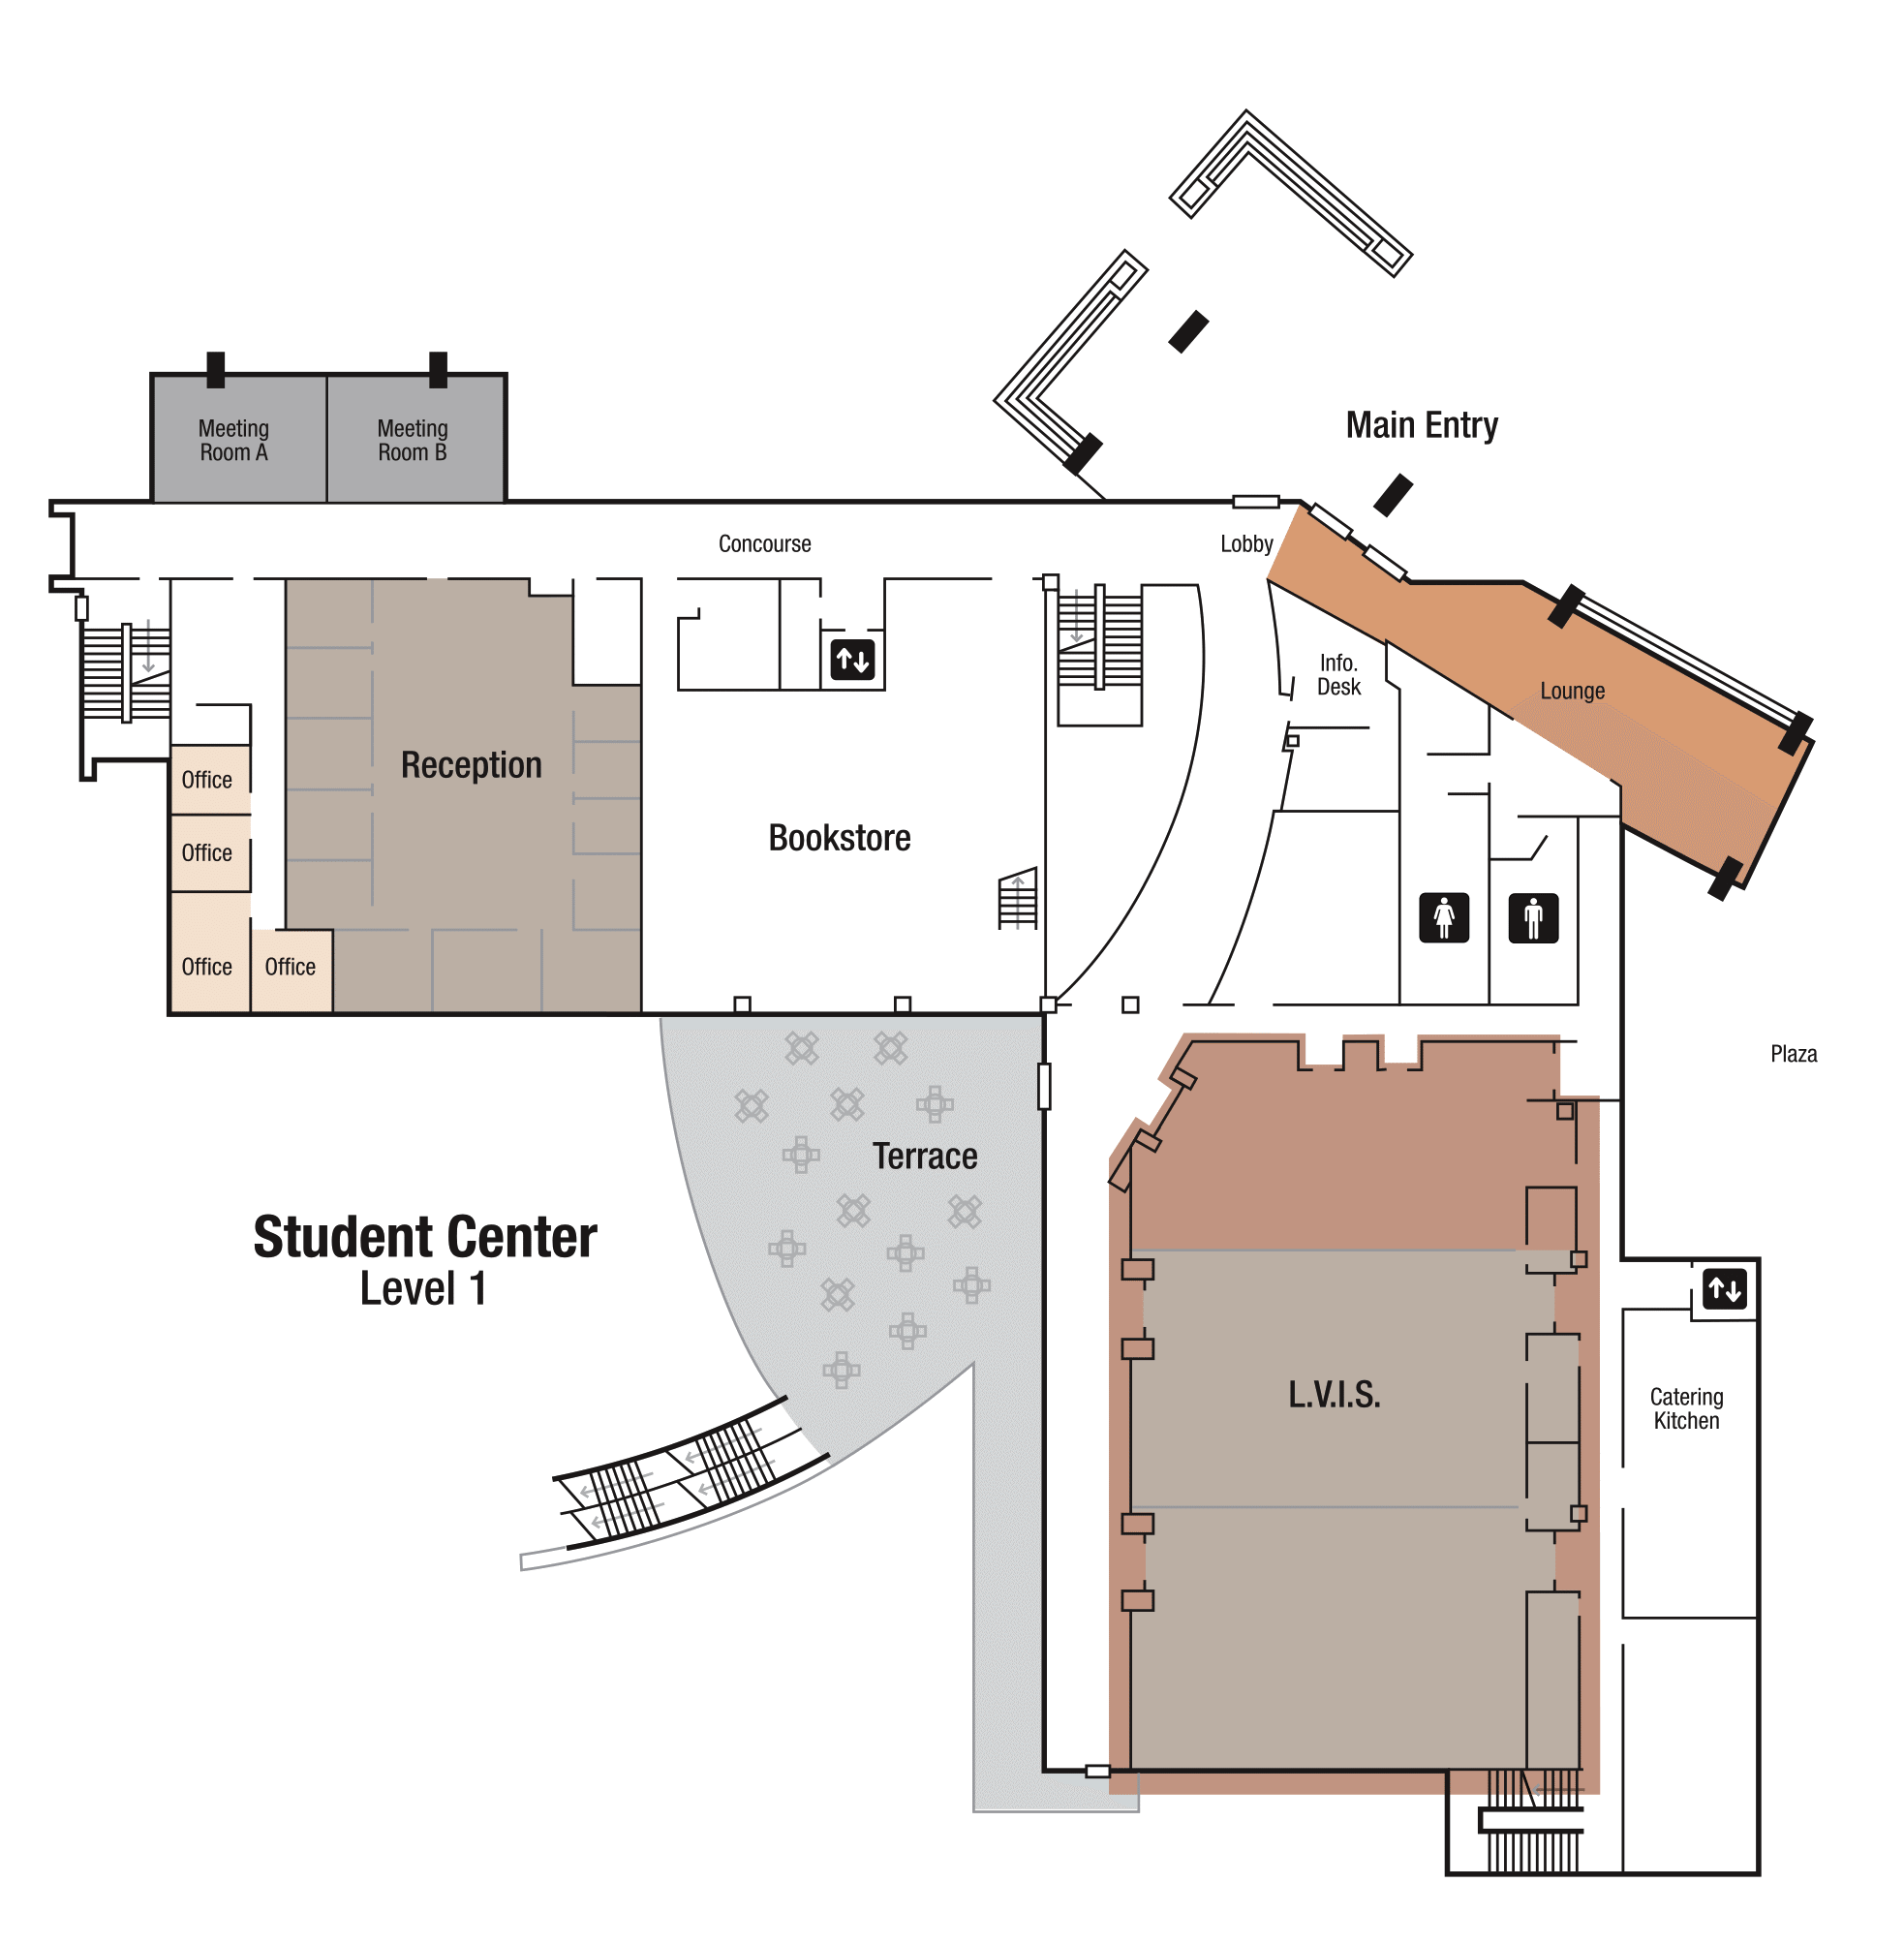 Main Entry
Meeting
Room A
Meeting
Room B
Concourse
Lobby
Info.
Desk
Lounge
Reception
Office
Bookstore
Office
Office
Office
Plaza
Terrace
Student Center
Level 1
L.V.I.S.
Catering
Kitchen